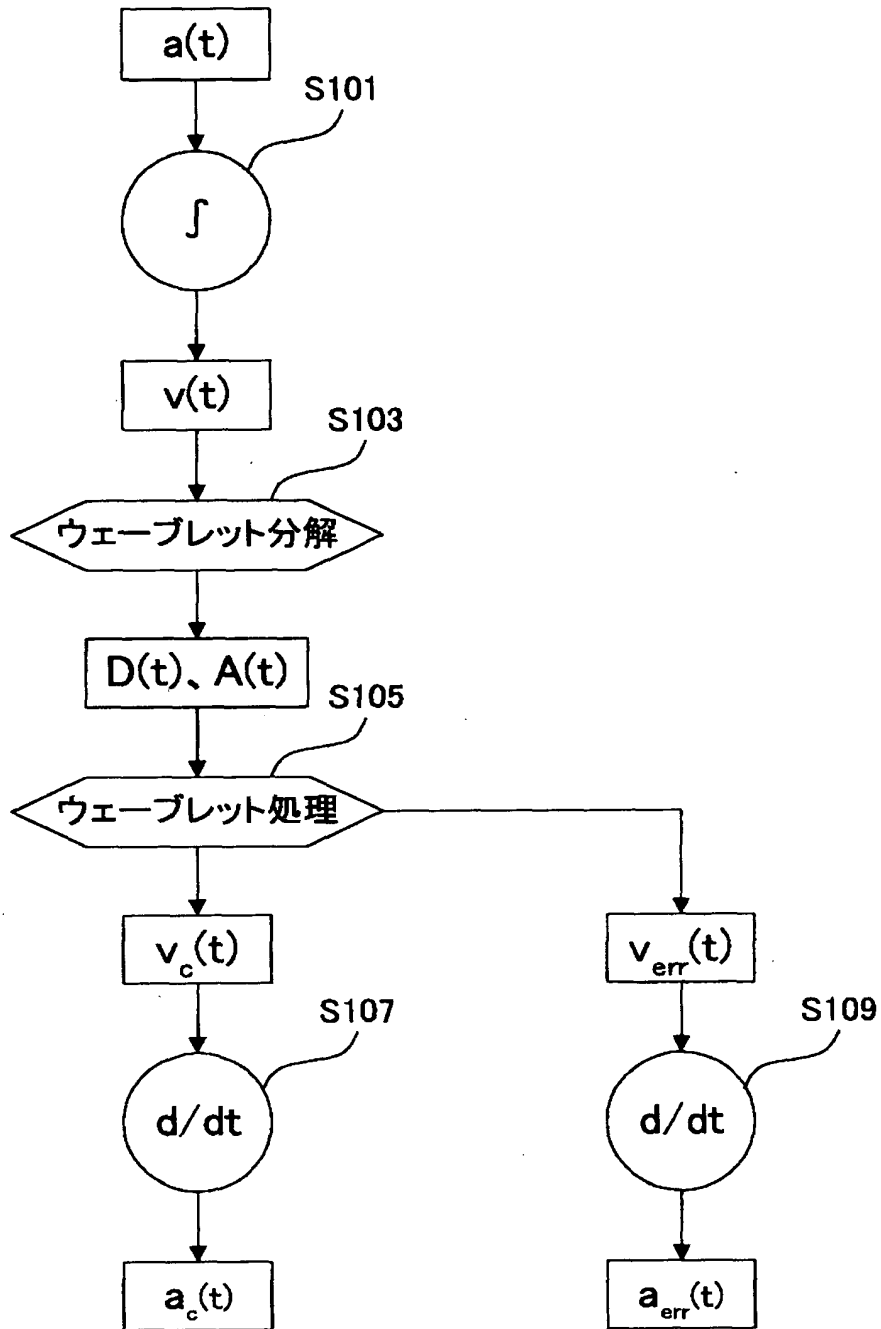 a(t)
S101
∫
v(t)
S103
ウェーブレット分解
D(t)、A(t)
S105
ウェーブレット処理
v_c(t)
v_err(t)
S107
S109
d/dt
d/dt
a_c(t)
a_err(t)